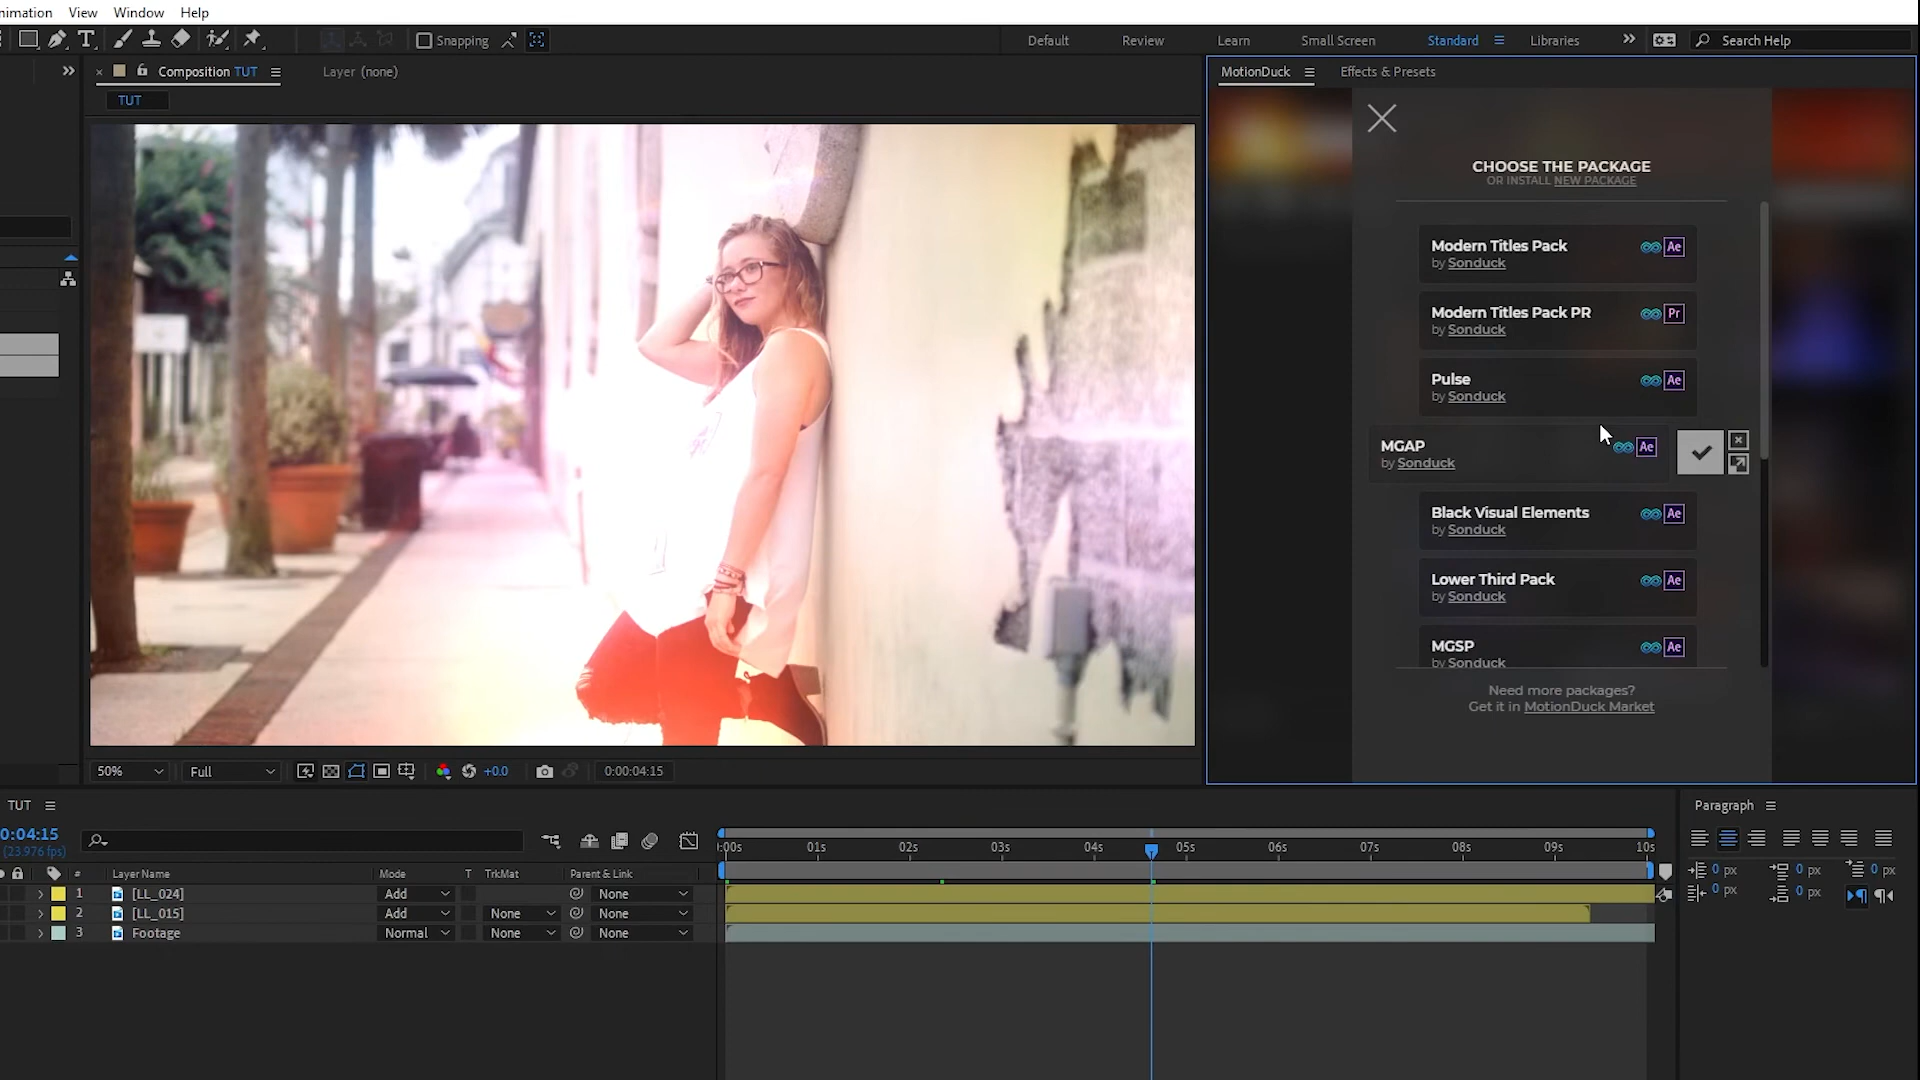 nimation View Window Help
Snapping Default Review Learn Small Screen Standard Libraries Search Help
Composition TUT Layer (none) MotionDuck Effects & Presets
TUT
CHOOSE THE PACKAGE
OR INSTALL NEW PACKAGE
Modern Titles Pack Ae
by Sonduck
Modern Titles Pack PR Pr
by Sonduck
Pulse Ae
by Sonduck
MGAP Ae
by Sonduck
Black Visual Elements Ae
by Sonduck
Lower Third Pack Ae
by Sonduck
MGSP Ae
by Sonduck
Need more packages?
Get it in MotionDuck Market
50% Full +0.0 0:00:04:15
TUT Paragraph
0:04:15
(23.976 fps)
:00s 01s 02s 03s 04s 05s 06s 07s 08s 09s 10s
# Layer Name Mode T TrkMat Parent & Link
1 [LL_024] Add None
2 [LL_015] Add None None
3 Footage Normal None None
0 px 0 px 0 px
0 px 0 px